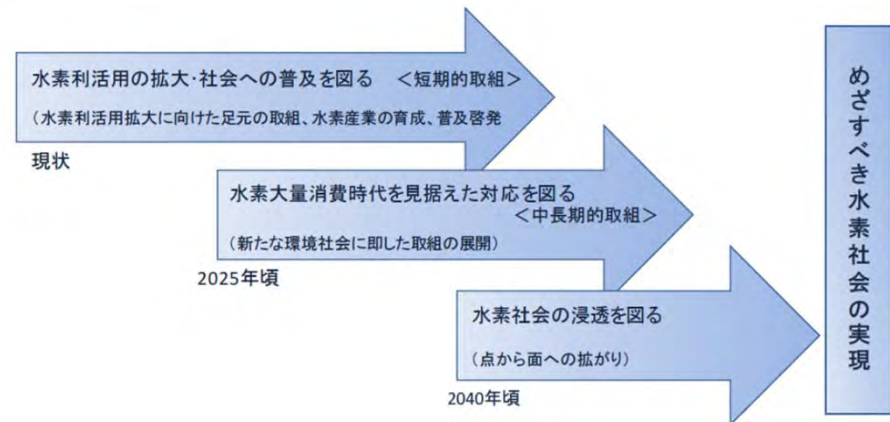 水素利活用の拡大･社会への普及を図る　＜短期的取組＞
（水素利活用拡大に向けた足元の取組、水素産業の育成、普及啓発
現状
水素大量消費時代を見据えた対応を図る
＜中長期的取組＞
（新たな環境社会に即した取組の展開）
2025年頃
水素社会の浸透を図る
（点から面への拡がり）
2040年頃
めざすべき水素社会の実現